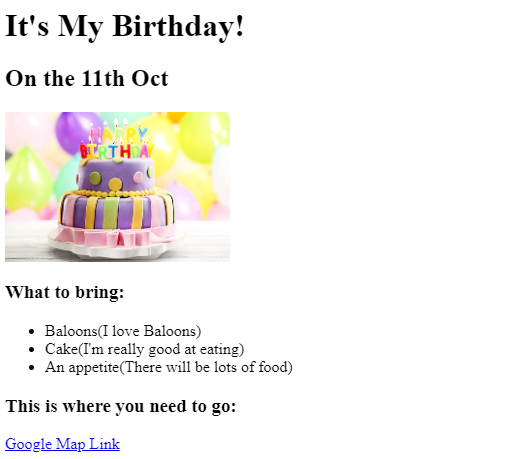 It's My Birthday!
On the 11th Oct
HAPPY
BIRTHDAY
What to bring:
Baloons(I love Baloons)
Cake(I'm really good at eating)
An appetite(There will be lots of food)
This is where you need to go:
Google Map Link